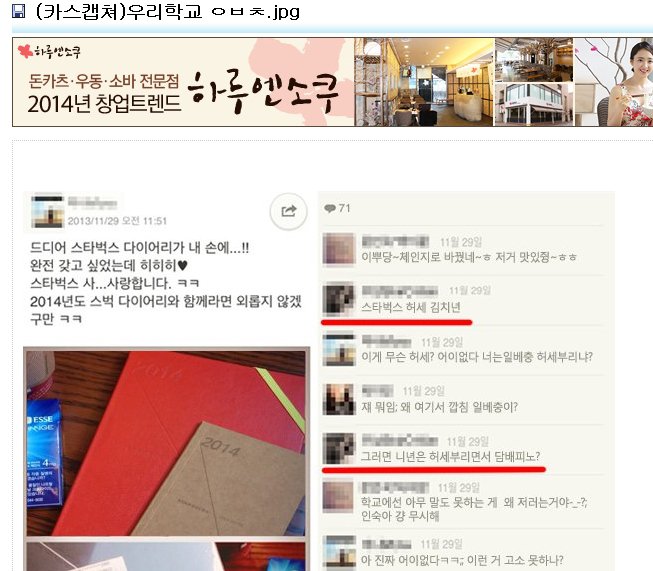 (카스캡쳐)우리학교 ㅇㅂㅊ.jpg
하루엔소쿠
돈카츠·우동·소바 전문점
2014년 창업트렌드
하루엔소쿠
2013/11/29 오전 11:51
드디어 스타벅스 다이어리가 내 손에...!!
완전 갖고 싶었는데 히히히♥
스타벅스 사...사랑합니다. ㅋㅋ
2014년도 스벅 다이어리와 함께라면 외롭지 않겠
구만 ㅋㅋ
2014
2014
ESSE
4
71
11월 29일
이뿌당~체인지로 바꿨네~ㅎ 저거 맛있쪙~ㅎㅎ
11월 29일
스타벅스 허세 김치년
11월 29일
이게 무슨 허세? 어이없다 너는일베충 허세부리냐?
11월 29일
쟤 뭐임; 왜 여기서 깝침 일베충이?
11월 29일
그러면 니년은 허세부리면서 담배피노?
11월 29일
학교에선 아무 말도 못하는 게  왜 저러는거야-_-?;
인숙아 걍 무시해
11월 29일
아 진짜 어이없다ㅋㅋ;; 이런 거 고소 못하나?